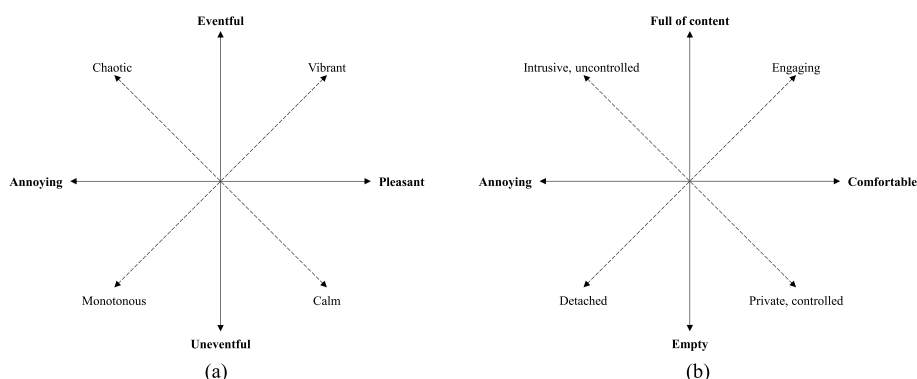 Eventful
Chaotic
Vibrant
Annoying
Pleasant
Monotonous
Calm
Uneventful
(a)
Full of content
Intrusive, uncontrolled
Engaging
Annoying
Comfortable
Detached
Private, controlled
Empty
(b)